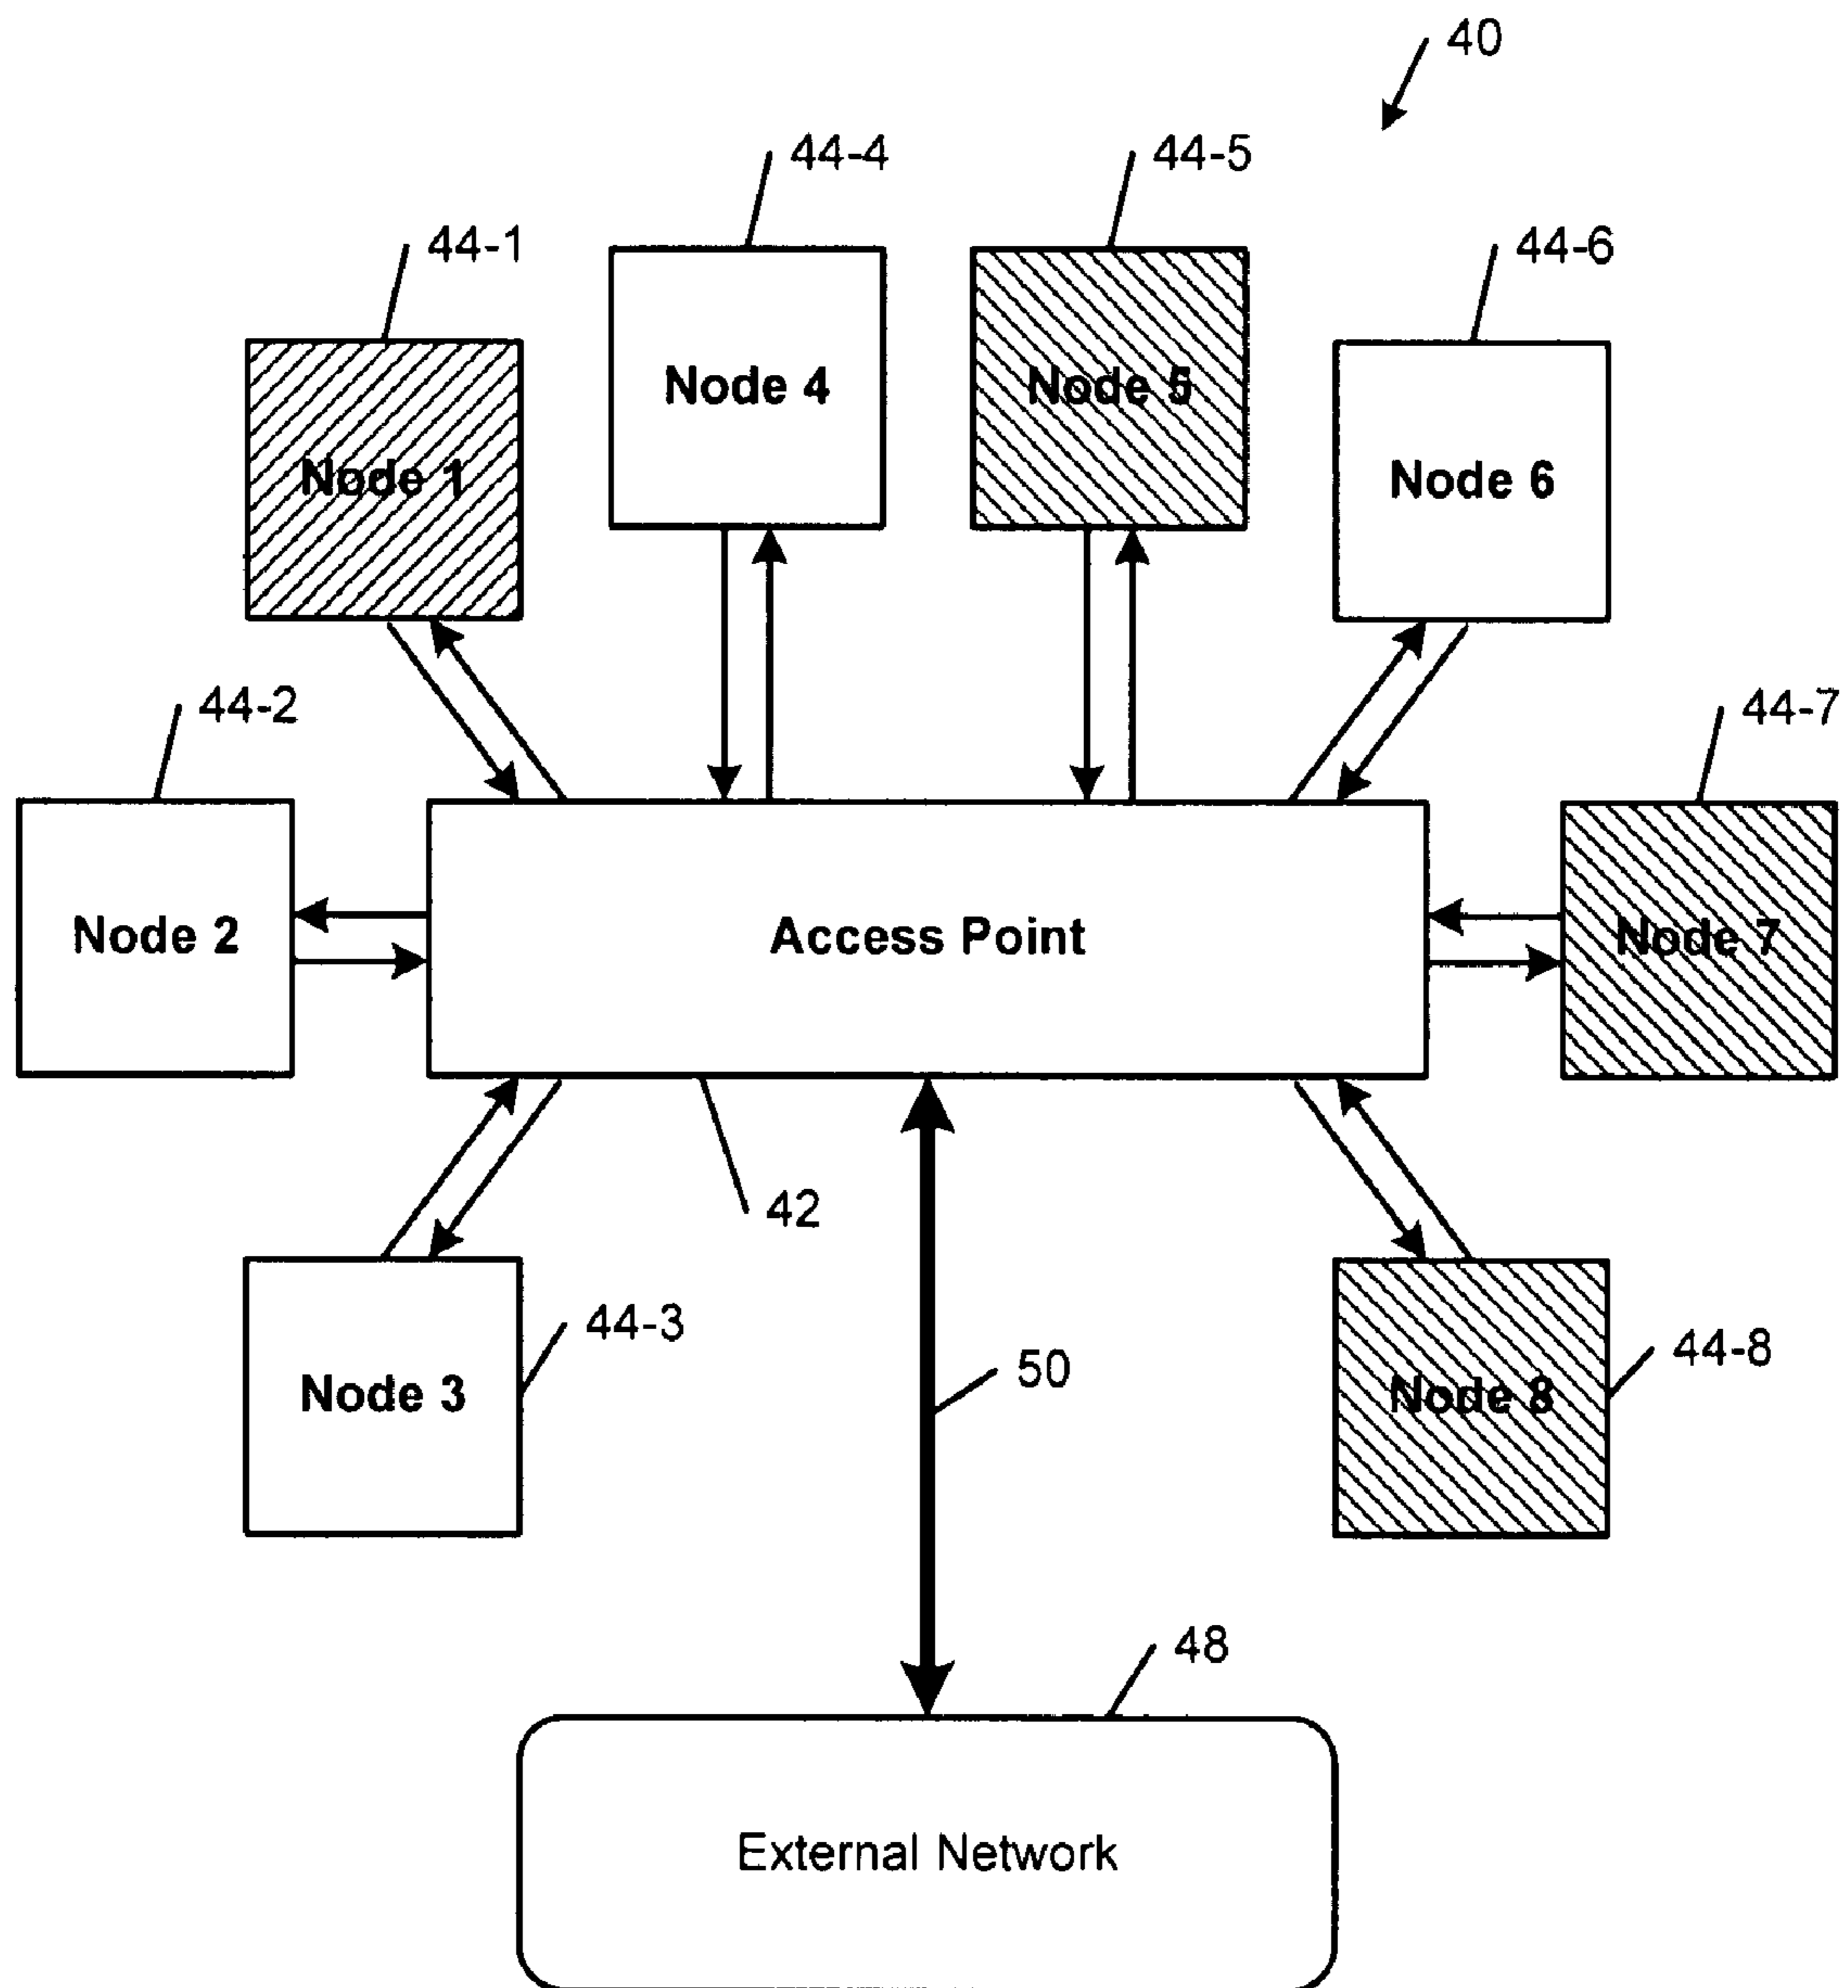 40
44-4
44-5
44-1
44-6
Node 4
Node 5
Node 1
Node 6
44-2
44-7
Node 2
Access Point
Node 7
42
44-3
50
44-8
Node 3
Node 8
48
External Network